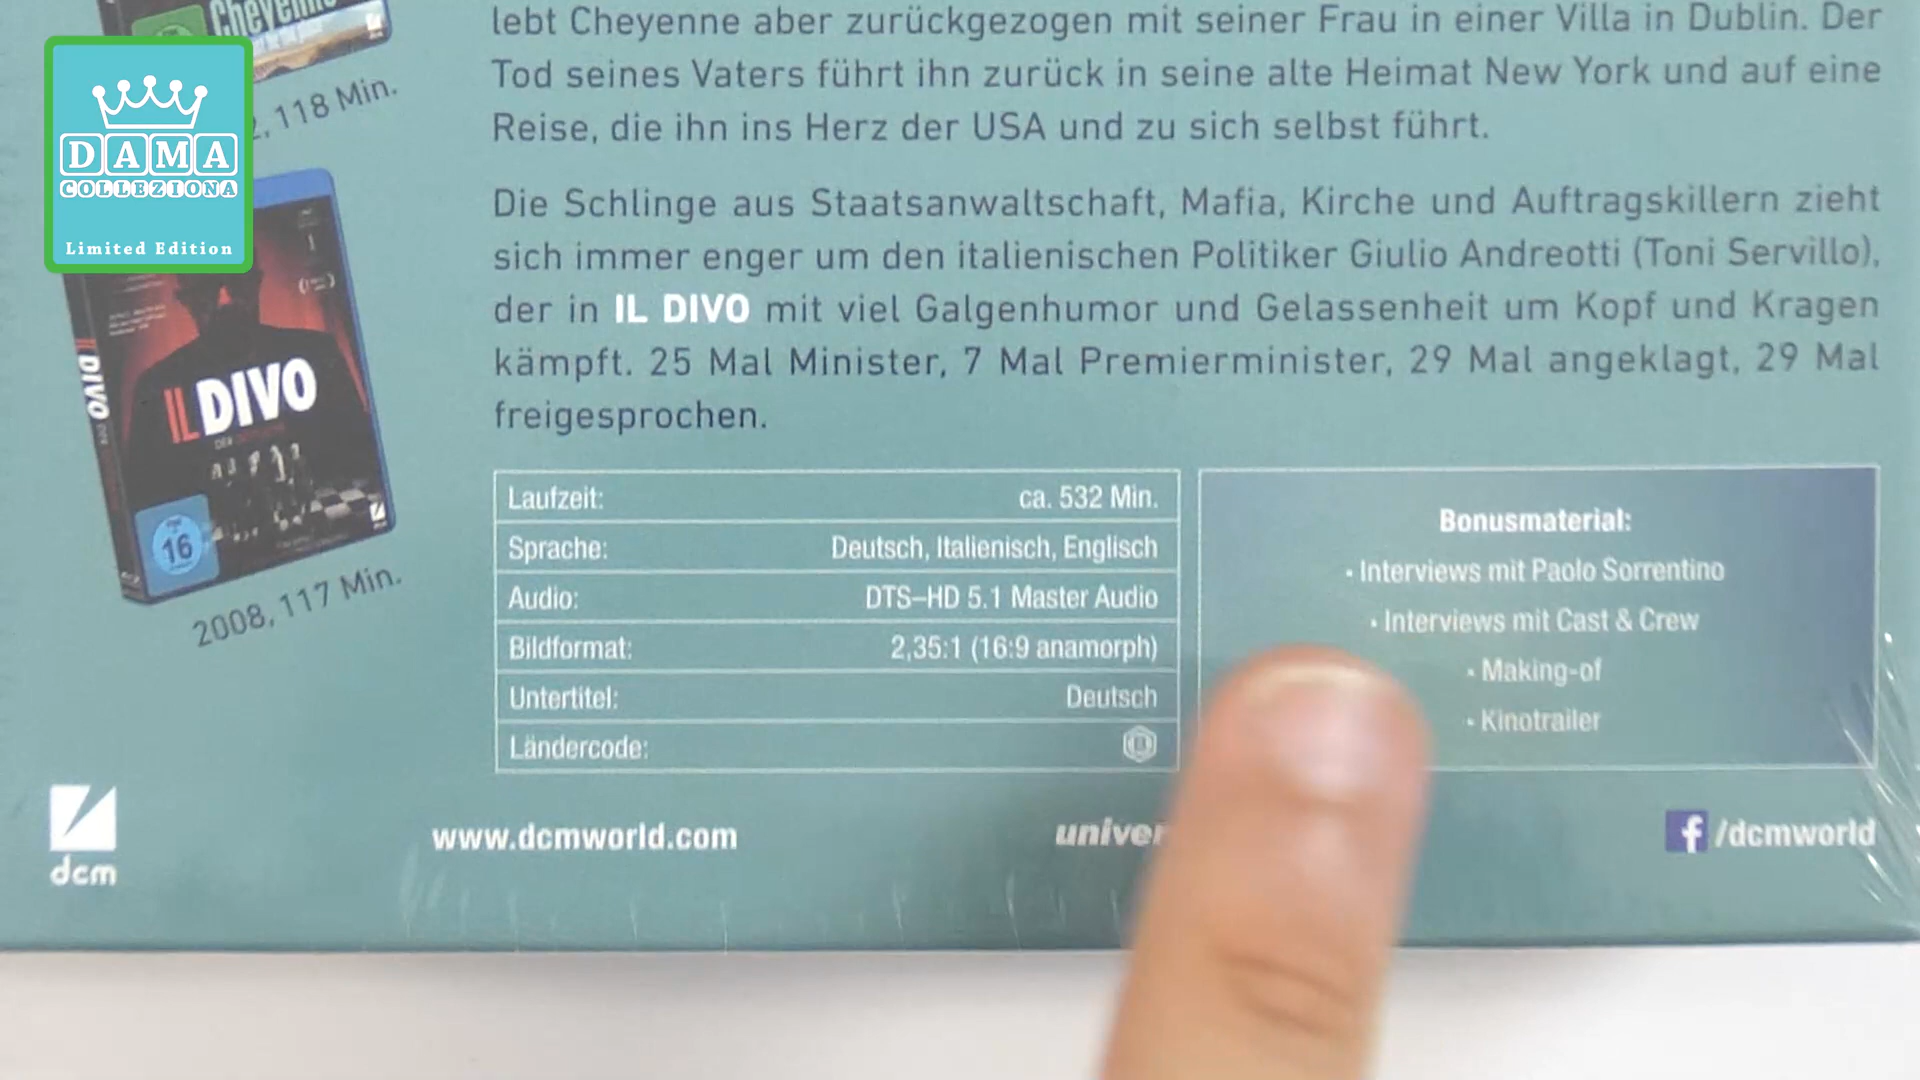 Cheyenne
DAMA
COLLEZIONA
Limited Edition
118 Min.
lebt Cheyenne aber zurückgezogen mit seiner Frau in einer Villa in Dublin. Der
Tod seines Vaters führt ihn zurück in seine alte Heimat New York und auf eine
Reise, die ihn ins Herz der USA und zu sich selbst führt.
Die Schlinge aus Staatsanwaltschaft, Mafia, Kirche und Auftragskillern zieht
sich immer enger um den italienischen Politiker Giulio Andreotti (Toni Servillo),
der in IL DIVO mit viel Galgenhumor und Gelassenheit um Kopf und Kragen
kämpft. 25 Mal Minister, 7 Mal Premierminister, 29 Mal angeklagt, 29 Mal
freigesprochen.
IL DIVO
IL DIVO
16
2008, 117 Min.
Laufzeit: ca. 532 Min.
Sprache: Deutsch, Italienisch, Englisch
Audio: DTS–HD 5.1 Master Audio
Bildformat: 2,35:1 (16:9 anamorph)
Untertitel: Deutsch
Ländercode: B
Bonusmaterial:
• Interviews mit Paolo Sorrentino
• Interviews mit Cast & Crew
• Making-of
• Kinotrailer
dcm
www.dcmworld.com
univer
f /dcmworld